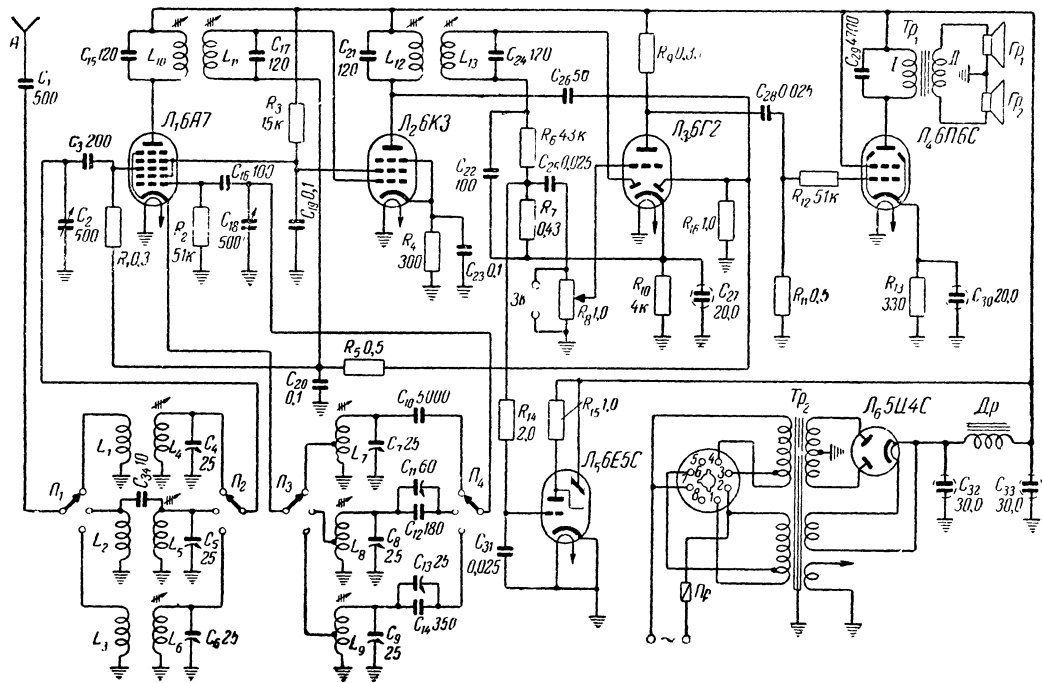 A
C₁
500
C₁₅ 120
L₁₀
L₁₁
C₁₇
120
R₃
15к
Л₁ 6А7
C₃ 200
C₂
500
R₁ 0,3
R₂
51к
C₁₆ 100
C₁₈
500
C₁₉ 0,1
C₂₁
120
L₁₂
L₁₃
C₂₄ 120
Л₂ 6К3
C₂₆ 50
R₄
300
C₂₃ 0,1
C₂₂
100
R₆ 43к
C₂₅ 0,025
R₇
0,43
Зв
R₈ 1,0
R₉ 0,3
Л₃ 6Г2
R₁₆ 1,0
R₁₀
4к
C₂₇
20,0
C₂₈ 0,025
C₂₉ 4700
Тр₁
I
II
Гр₁
Гр₂
Л₄ 6П6С
R₁₂ 51к
R₁₁ 0,5
R₁₃
330
C₃₀ 20,0
R₅ 0,5
C₂₀
0,1
L₁
L₄
C₄
25
C₃₄ 10
П₁
П₂
L₂
L₅
C₅
25
L₃
L₆
C₆ 25
П₃
L₇
C₇ 25
C₁₀ 5000
C₁₁ 60
C₁₂ 180
П₄
L₈
C₈
25
C₁₃ 25
C₁₄ 350
L₉
C₉
25
R₁₄
2,0
R₁₅ 1,0
Л₅ 6Е5С
C₃₁
0,025
5 4
6 3
7 2
8 1
Пр
~
Тр₂
Л₆ 5Ц4С
Др
C₃₂
30,0
C₃₃
30,0